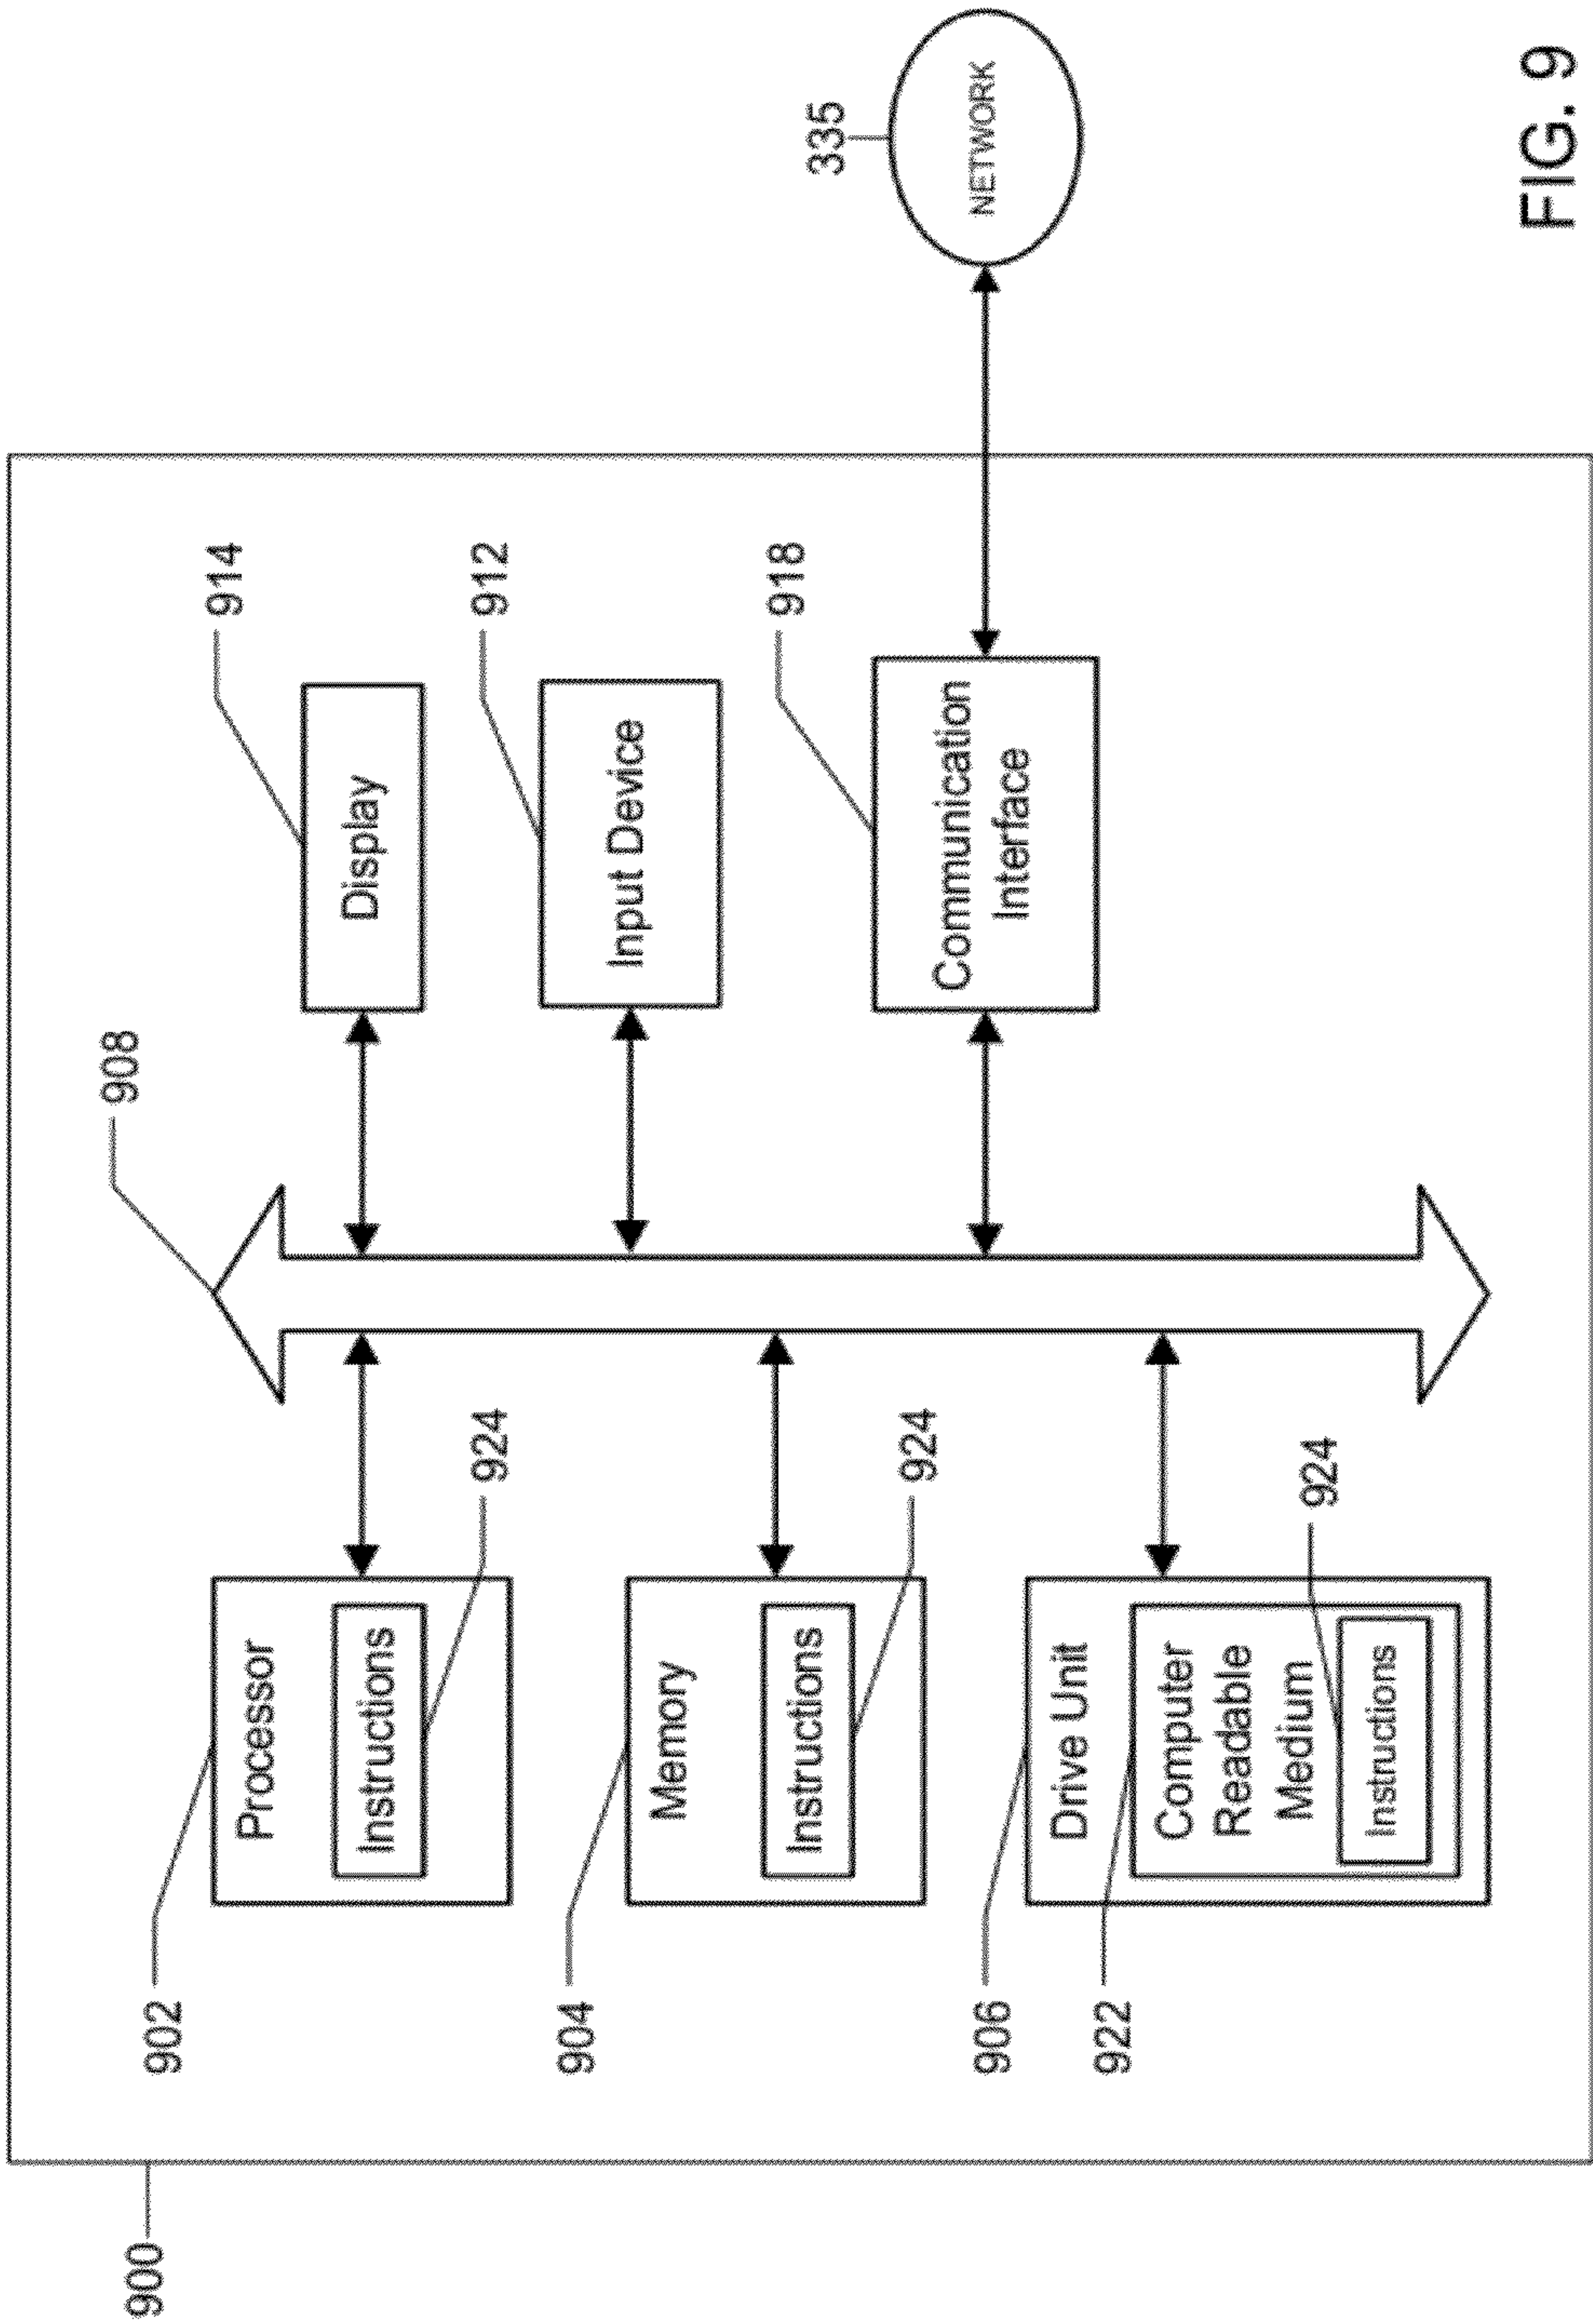 900
908
902
Processor
Instructions
924
914
Display
912
Input Device
904
Memory
Instructions
924
918
Communication
Interface
335
NETWORK
906
922
Drive Unit
Computer
Readable
Medium
924
Instructions
FIG. 9